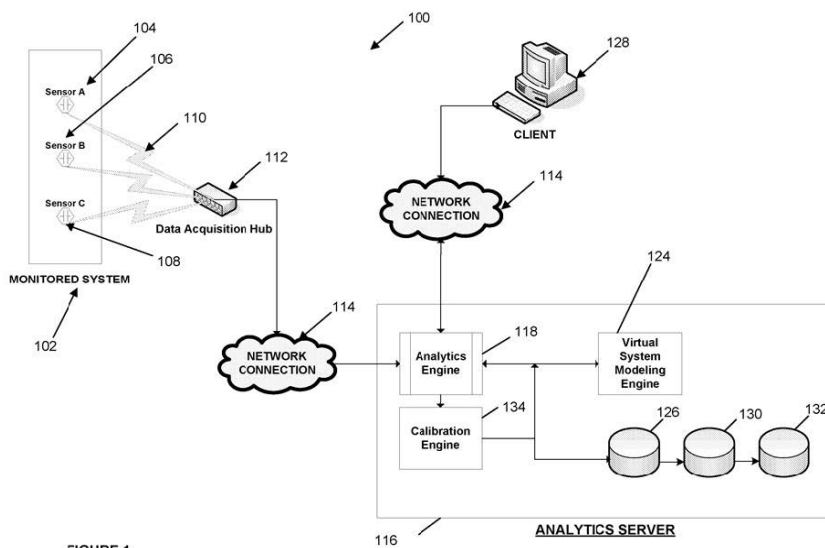 100
104
106
Sensor A
110
128
Sensor B
112
CLIENT
Sensor C
NETWORK
CONNECTION
114
Data Acquisition Hub
108
MONITORED SYSTEM
102
114
124
NETWORK
CONNECTION
Analytics
Engine
118
Virtual
System
Modeling
Engine
134
Calibration
Engine
126
130
132
116
ANALYTICS SERVER
FIGURE 1